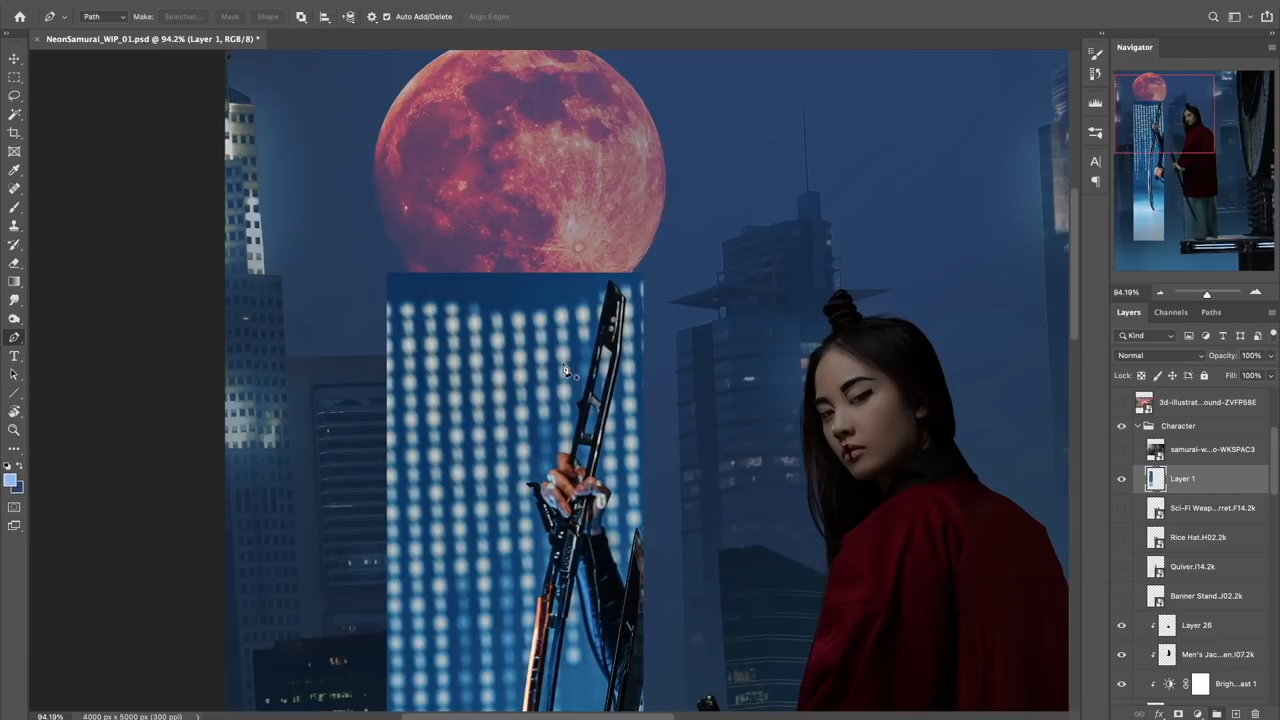 Path
Make:
Selection...
Mask
Shape
Auto Add/Delete
Align Edges
NeonSamurai_WIP_01.psd @ 94.2% (Layer 1, RGB/8) *
Navigator
94.19%
Layers
Channels
Paths
Kind
Normal
Opacity:
100%
Lock:
Fill:
100%
3d-illustrat...ound-ZVFP58E
Character
samurai-w...o-WKSPAC3
Layer 1
Sci-Fi Weap...rret.F14.2k
Rice Hat.H02.2k
Quiver.I14.2k
Banner Stand.J02.2k
Layer 26
Men's Jac...en.I07.2k
Brigh...ast 1
94.19%
4000 px x 5000 px (300 ppi)